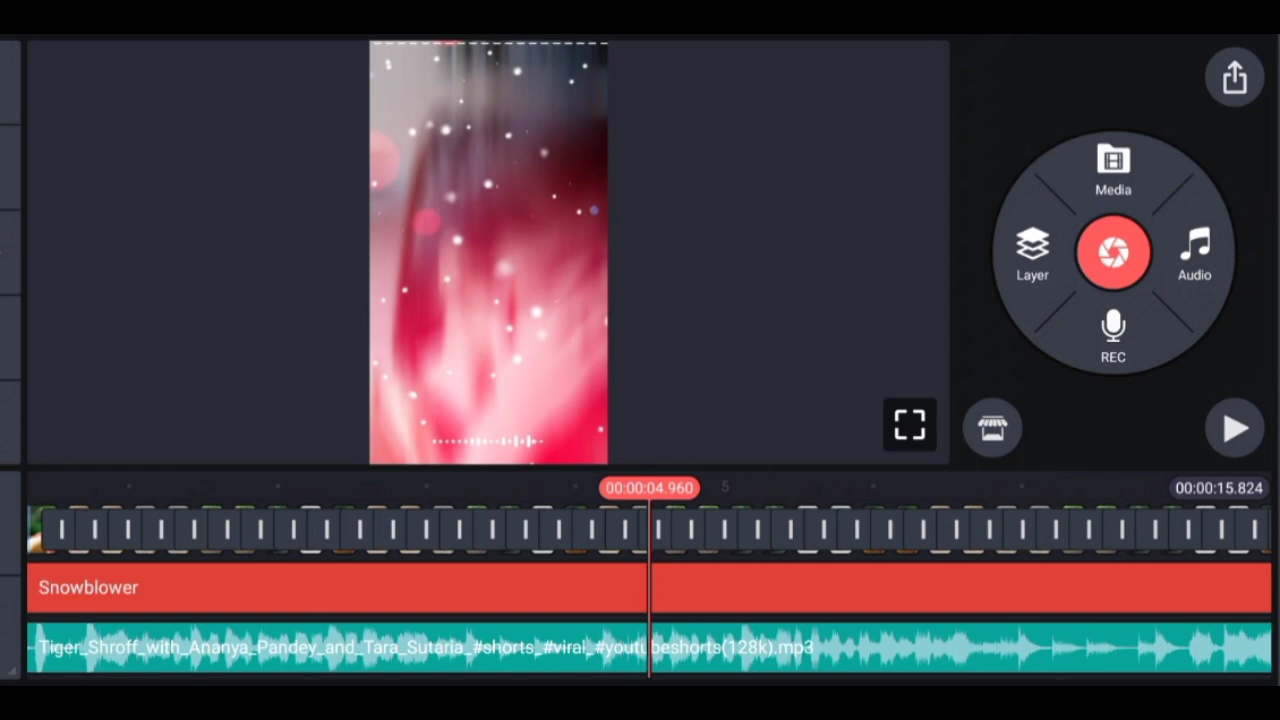 Media
Layer
Audio
REC
00:00:04.960
5
00:00:15.824
Snowblower
Tiger_Shroff_with_Ananya_Pandey_and_Tara_Sutaria_#shorts_#viral_#youtubeshorts(128k).mp3